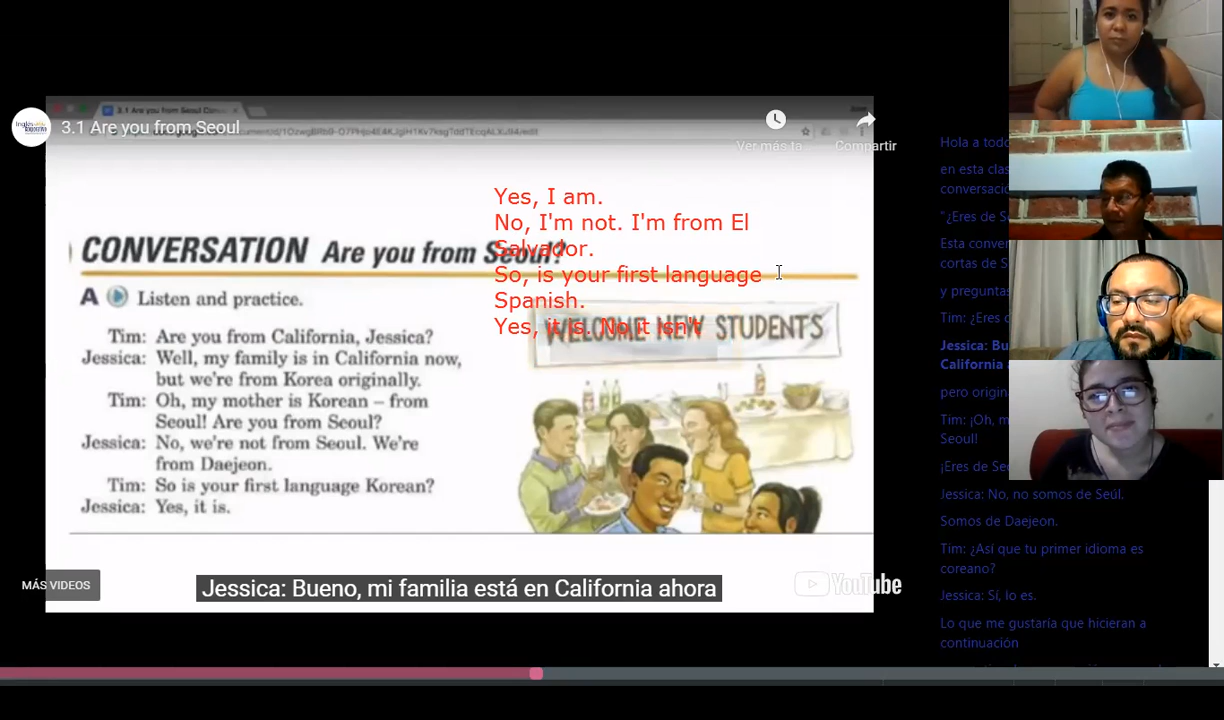 3.1 Are you from Seoul
Ver más ta
Compartir
Yes, I am.
No, I'm not. I'm from El
Salvador.
So, is your first language
Spanish.
Yes, it is. No it isn't
CONVERSATION Are you from Seoul?
A Listen and practice.
Tim: Are you from California, Jessica?
Jessica: Well, my family is in California now,
but we're from Korea originally.
Tim: Oh, my mother is Korean – from
Seoul! Are you from Seoul?
Jessica: No, we're not from Seoul. We're
from Daejeon.
Tim: So is your first language Korean?
Jessica: Yes, it is.
WELCOME NEW STUDENTS
MÁS VIDEOS
Jessica: Bueno, mi familia está en California ahora
YouTube
Hola a todo
en esta clas
conversació
"¿Eres de S
Esta conver
cortas de S
y preguntas
Tim: ¿Eres d
Jessica: Bu
California a
pero origin
Tim: ¡Oh, m
Seoul!
¡Eres de Se
Jessica: No, no somos de Seúl.
Somos de Daejeon.
Tim: ¿Así que tu primer idioma es
coreano?
Jessica: Sí, lo es.
Lo que me gustaría que hicieran a
continuación